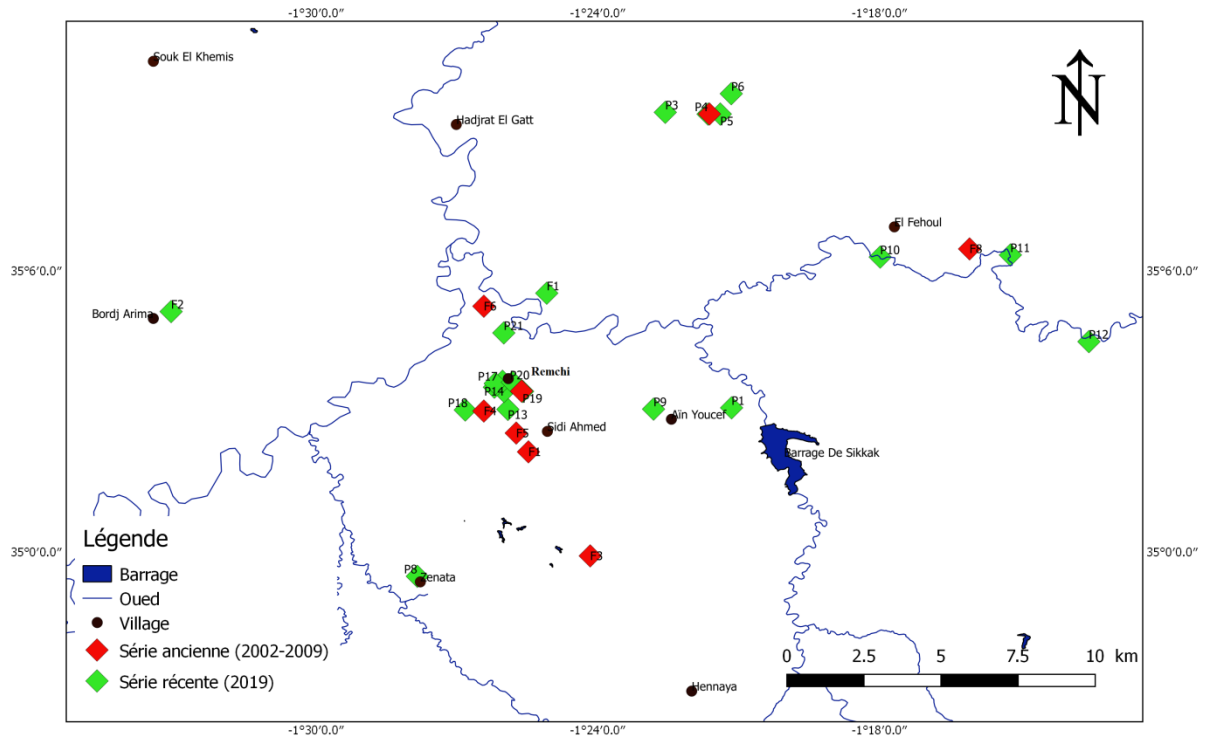 -1°30'0.0"
-1°24'0.0"
-1°18'0.0"
Souk El Khemis
N
P6
P3
P4
P5
Hadjrat El Gatt
El Fehoul
P10
F8
P11
35°6'0.0"
35°6'0.0"
F1
F2
F6
Bordj Arima
P21
P12
P17
P20
Remchi
P14
P19
P18
F4
P13
P9
P1
Aïn Youcef
F5
Sidi Ahmed
F1
Barrage De Sikkak
35°0'0.0"
35°0'0.0"
F3
P8
Zenata
Légende
Barrage
Oued
Village
Série ancienne (2002-2009)
Série récente (2019)
0 2.5 5 7.5 10 km
Hennaya
-1°30'0.0"
-1°24'0.0"
-1°18'0.0"